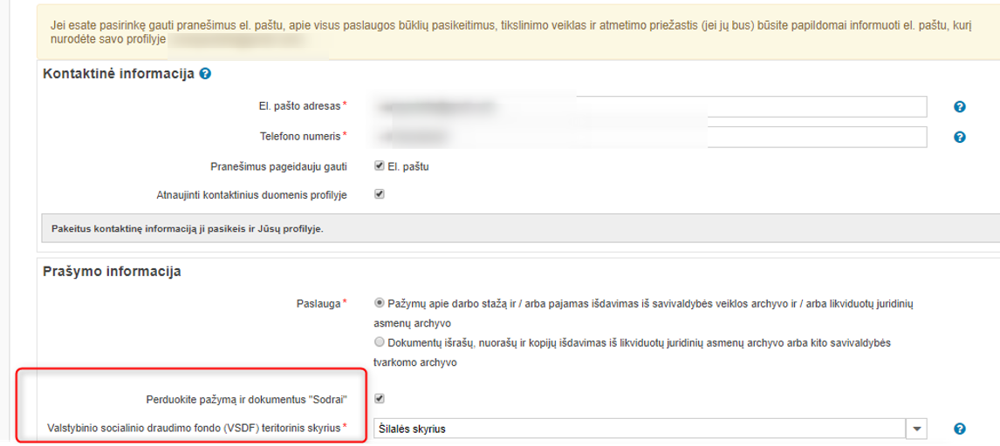 Jei esate pasirinkę gauti pranešimus el. paštu, apie visus paslaugos būklių pasikeitimus, tikslinimo veiklas ir atmetimo priežastis (jei jų bus) būsite papildomai informuoti el. paštu, kurį
nurodėte savo profilyje
Kontaktinė informacija ?
El. pašto adresas * ?
Telefono numeris * ?
Pranešimus pageidauju gauti El. paštu
Atnaujinti kontaktinius duomenis profilyje
Pakeitus kontaktinę informaciją ji pasikeis ir Jūsų profilyje.
Prašymo informacija
Paslauga * Pažymų apie darbo stažą ir / arba pajamas išdavimas iš savivaldybės veiklos archyvo ir / arba likviduotų juridinių
asmenų archyvo
Dokumentų išrašų, nuorašų ir kopijų išdavimas iš likviduotų juridinių asmenų archyvo arba kito savivaldybės
tvarkomo archyvo
Perduokite pažymą ir dokumentus "Sodrai"
Valstybinio socialinio draudimo fondo (VSDF) teritorinis skyrius * Šilalės skyrius ?